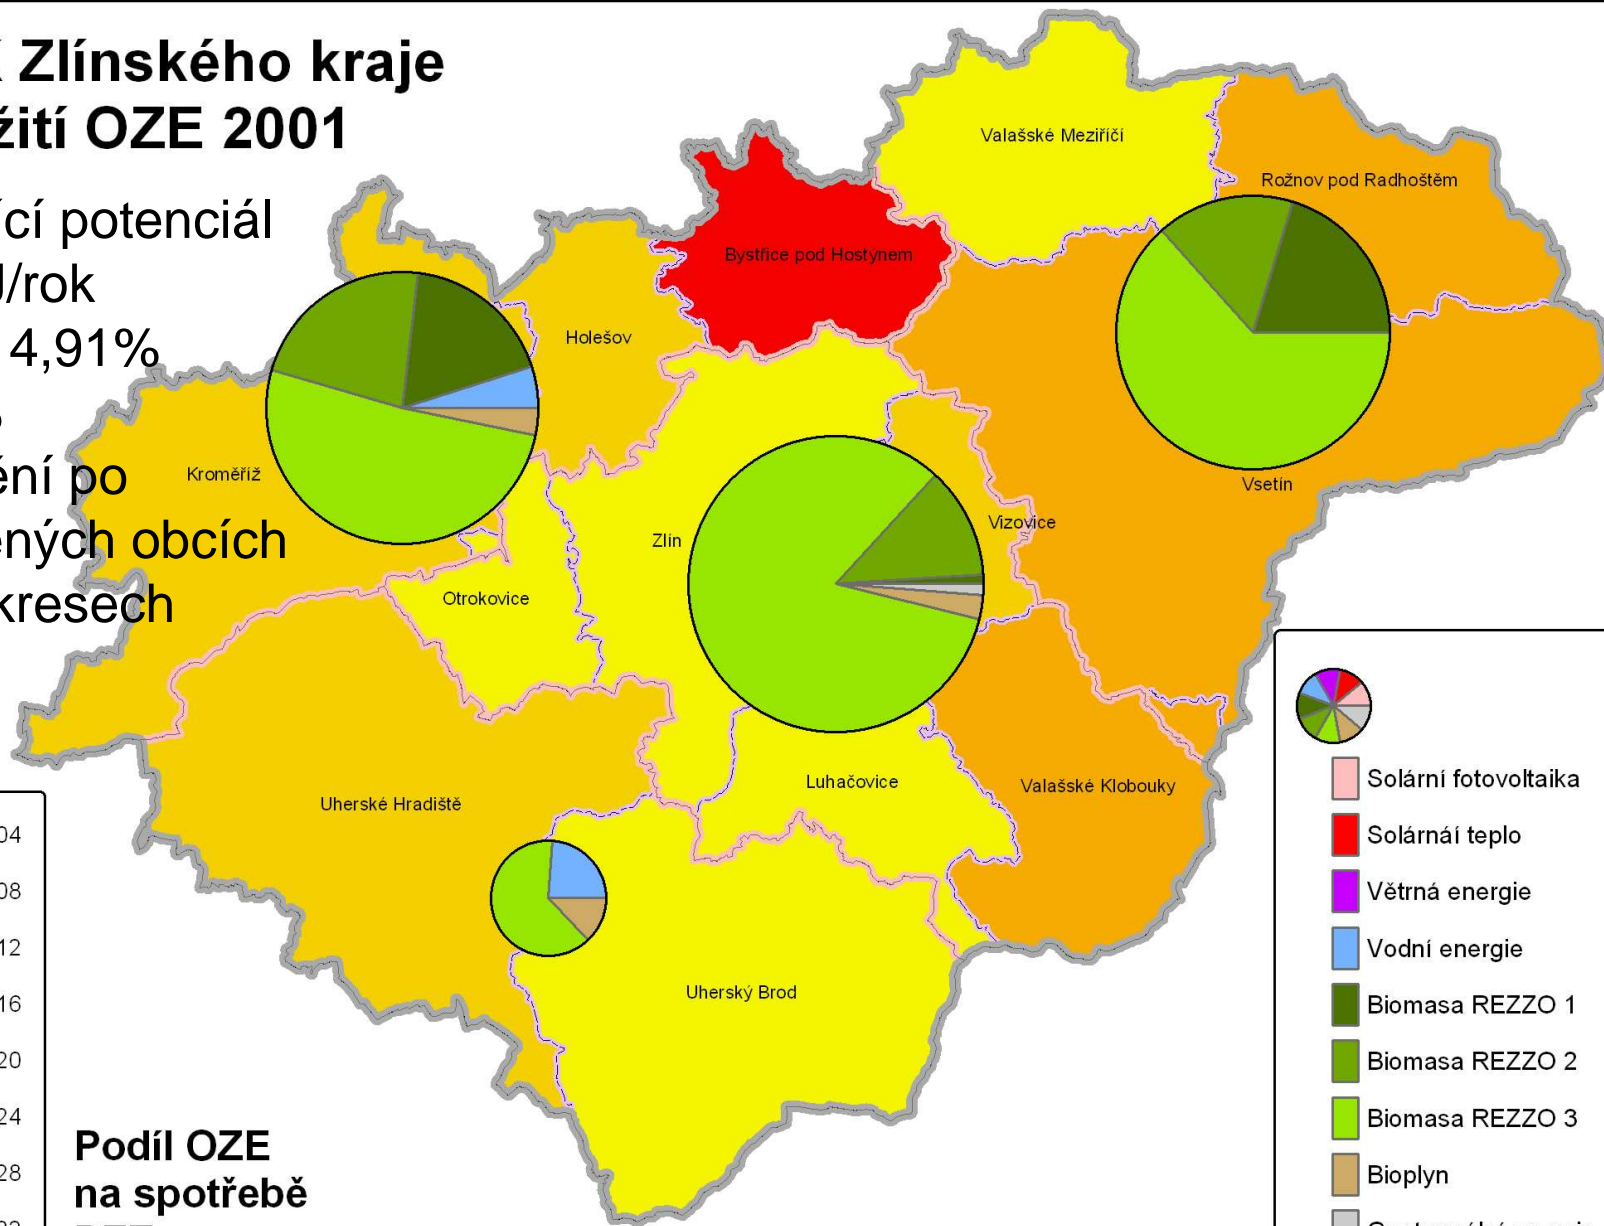 Zlínského kraje
žití OZE 2001
ící potenciál
J/rok
4,91%
ění po
ených obcích
kresech
Valašské Meziříčí
Rožnov pod Radhoštěm
Bystřice pod Hostýnem
Holešov
Kroměříž
Vsetín
Vizovice
Zlín
Otrokovice
Luhačovice
Valašské Klobouky
Uherské Hradiště
Uherský Brod
04
08
12
16
20
24
28
Podíl OZE
na spotřebě
Solární fotovoltaika
Solárnáí teplo
Větrná energie
Vodní energie
Biomasa REZZO 1
Biomasa REZZO 2
Biomasa REZZO 3
Bioplyn